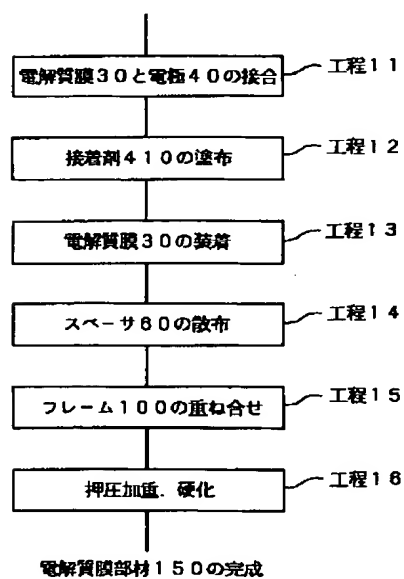 電解質膜30と電極40の接合
工程11
接着剤410の塗布
工程12
電解質膜30の装着
工程13
スペーサ60の散布
工程14
フレーム100の重ね合せ
工程15
押圧加重．硬化
工程16
電解質膜部材150の完成